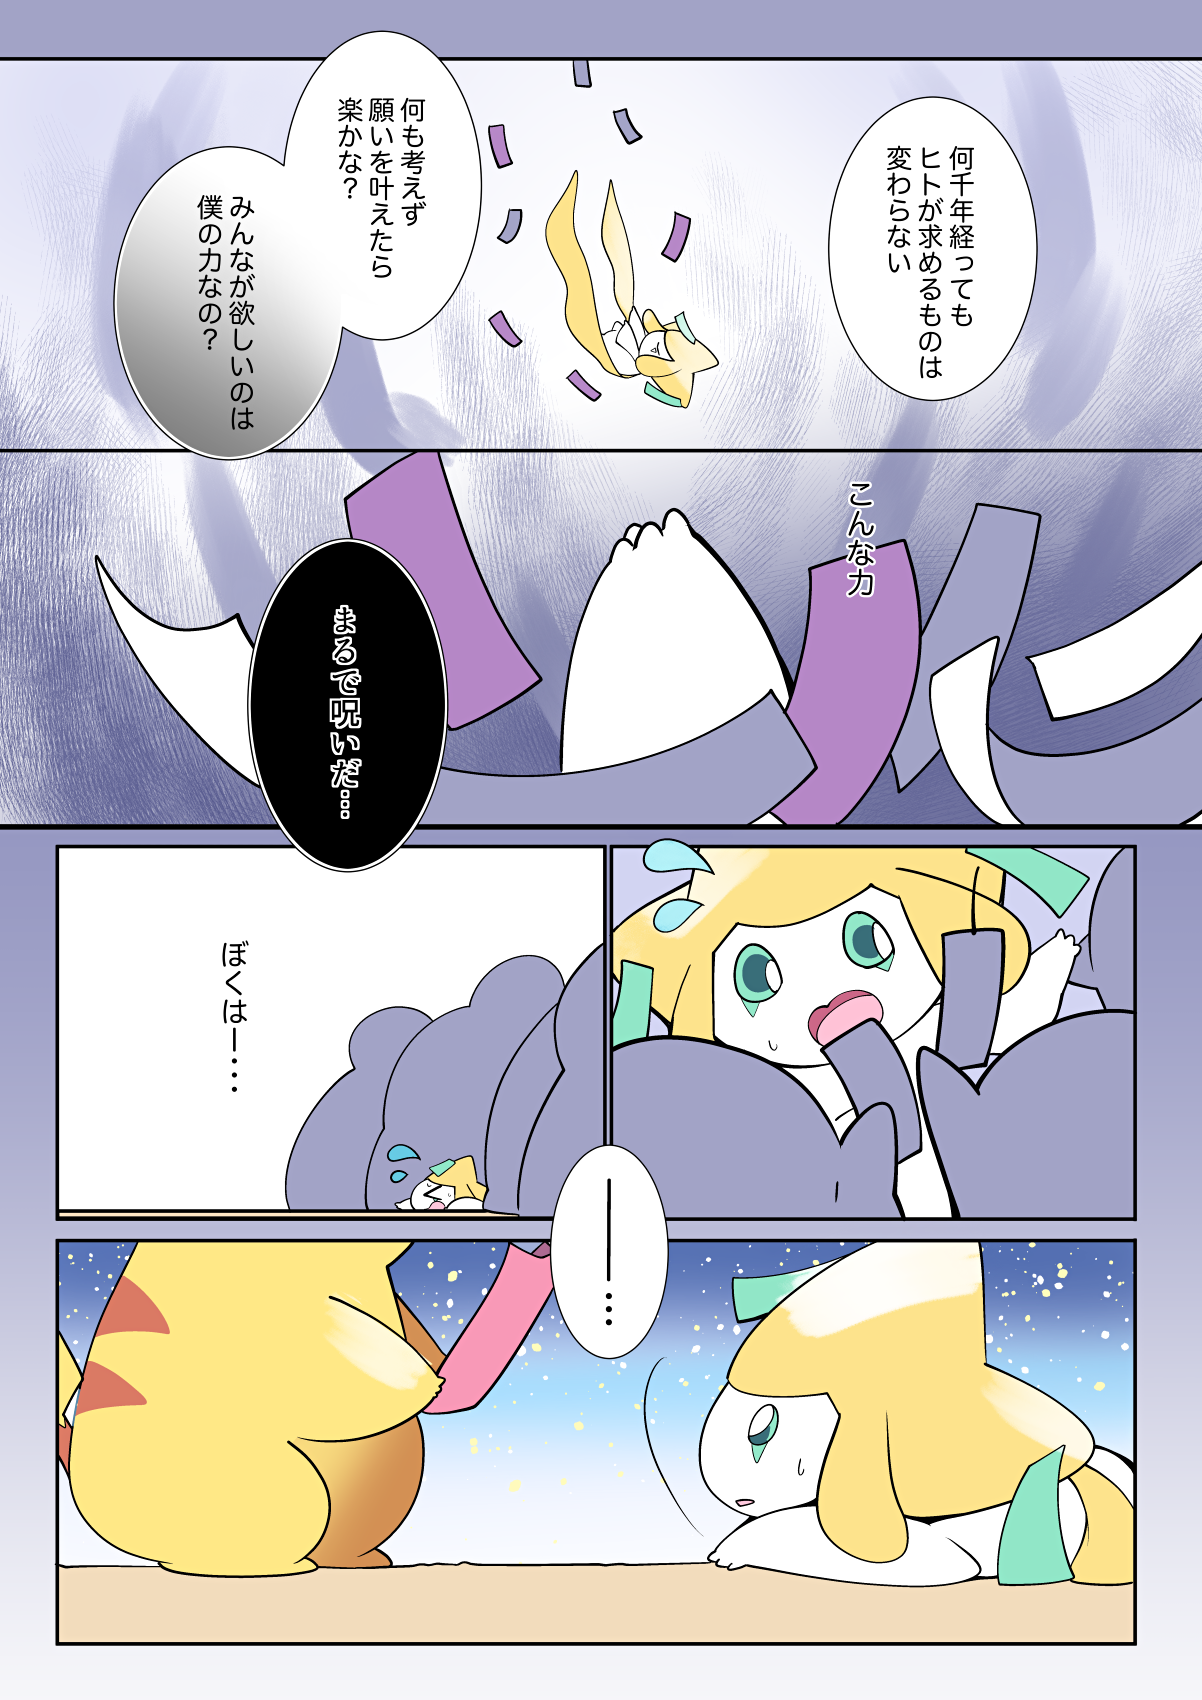 何千年経っても
ヒトが求めるものは
変わらない
何も考えず
願いを叶えたら
楽かな？
みんなが欲しいのは
僕の力なの？
こんな力
まるで呪いだ…
ぼくはー…
――…